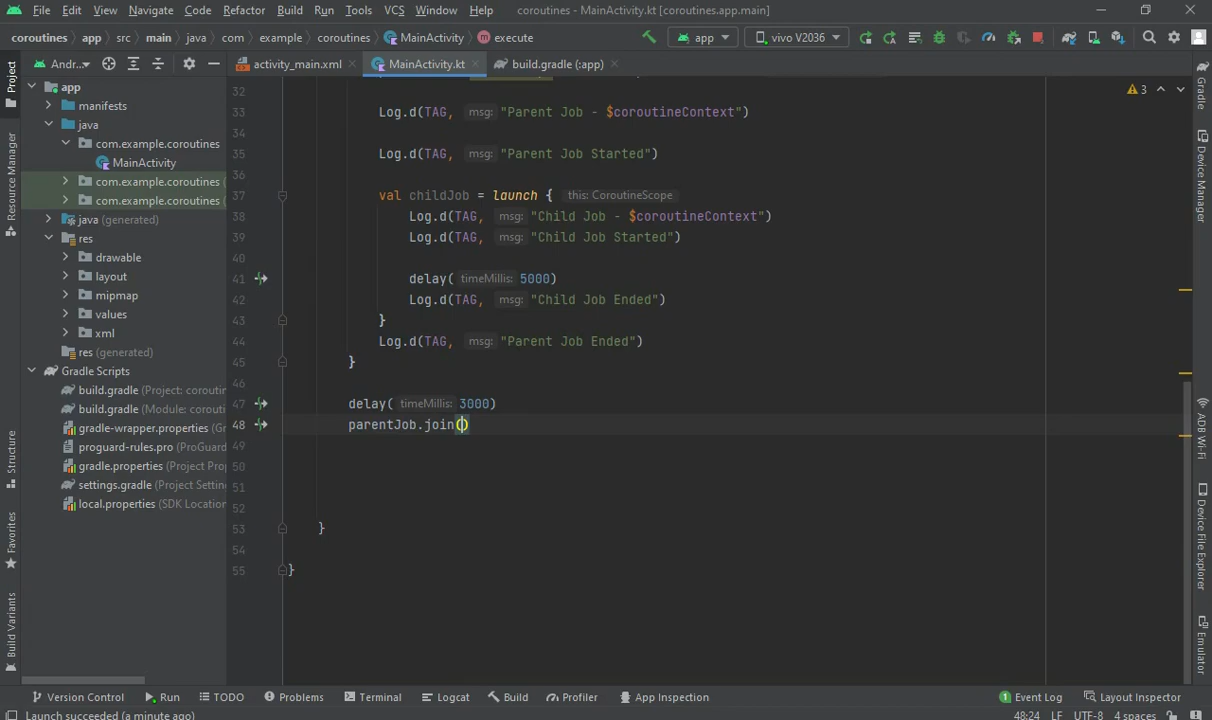 File Edit View Navigate Code Refactor Build Run Tools VCS Window Help coroutines - MainActivity.kt [coroutines.app.main]
coroutines app src main java com example coroutines MainActivity execute app vivo V2036
Andr... activity_main.xml MainActivity.kt build.gradle (:app)
Project
Resource Manager
Structure
Favorites
Build Variants
app
manifests
java
com.example.coroutines
MainActivity
com.example.coroutines
com.example.coroutines
java (generated)
res
drawable
layout
mipmap
values
xml
res (generated)
Gradle Scripts
build.gradle (Project: coroutin
build.gradle (Module: corout
gradle-wrapper.properties (Gr
proguard-rules.pro (ProGuard
gradle.properties (Project Pro
settings.gradle (Project Settin
local.properties (SDK Location
3
32
33 Log.d(TAG, msg: "Parent Job - $coroutineContext")
34
35 Log.d(TAG, msg: "Parent Job Started")
36
37 val childJob = launch { this: CoroutineScope
38 Log.d(TAG, msg: "Child Job - $coroutineContext")
39 Log.d(TAG, msg: "Child Job Started")
40
41 delay( timeMillis: 5000)
42 Log.d(TAG, msg: "Child Job Ended")
43 }
44 Log.d(TAG, msg: "Parent Job Ended")
45 }
46
47 delay( timeMillis: 3000)
48 parentJob.join()
49
50
51
52
53 }
54
55 }
Gradle
Device Manager
ADB Wi-Fi
Device File Explorer
Emulator
Version Control Run TODO Problems Terminal Logcat Build Profiler App Inspection 1 Event Log Layout Inspector
Launch succeeded (a minute ago) 48:24 LF UTF-8 4 spaces